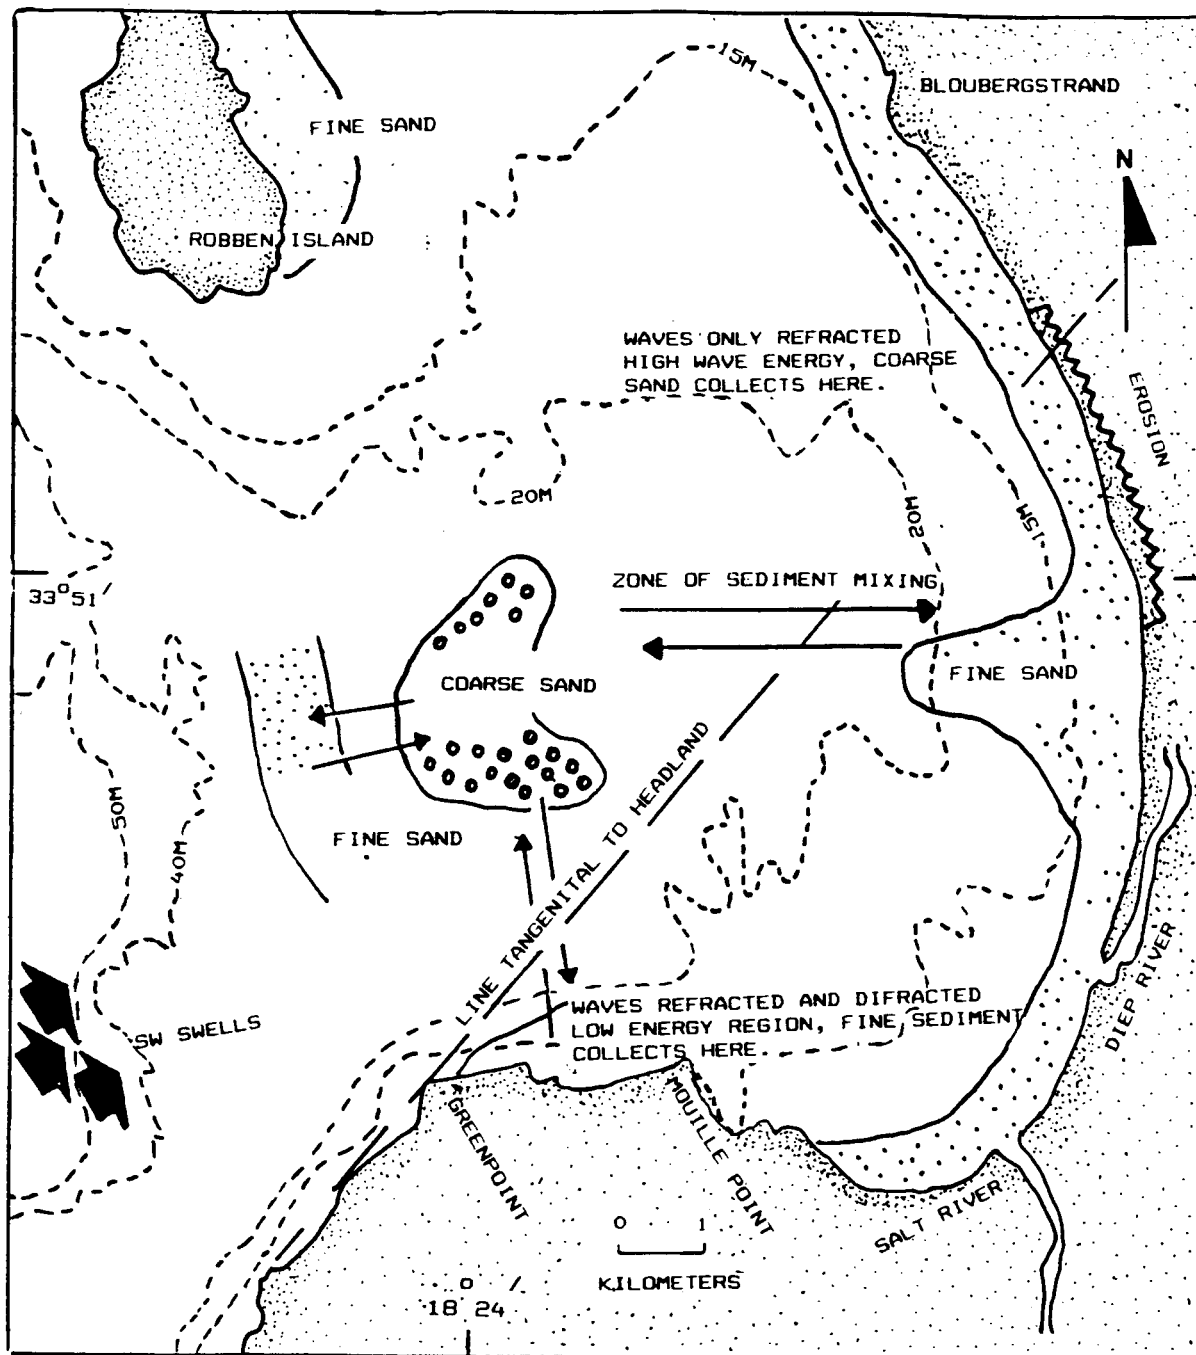 15M
BLOUBERGSTRAND
FINE SAND
N
ROBBEN ISLAND
WAVES ONLY REFRACTED
HIGH WAVE ENERGY, COARSE
SAND COLLECTS HERE.
EROSION
20M
20M
15M
ZONE OF SEDIMENT MIXING
33°51′
COARSE SAND
FINE SAND
50M
40M
FINE SAND
LINE TANGENITAL TO HEADLAND
SW SWELLS
WAVES REFRACTED AND DIFRACTED
LOW ENERGY REGION, FINE SEDIMENT
COLLECTS HERE.
DIEP RIVER
GREENPOINT
MOUILLE POINT
SALT RIVER
0 1
KILOMETERS
18°24′